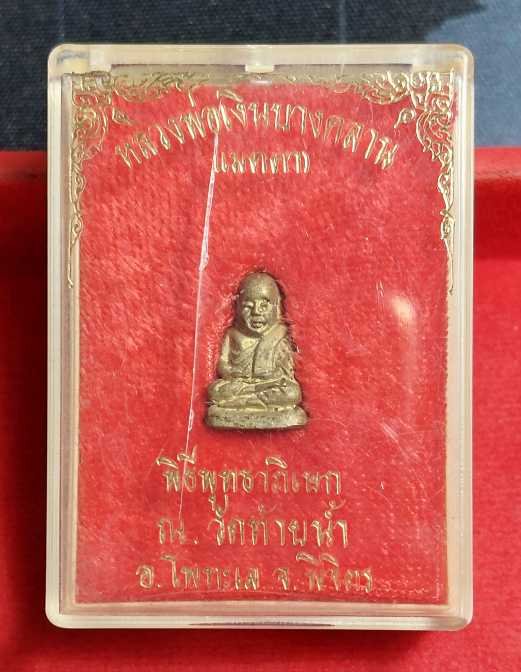 หลวงพ่อเงินบางคลาน
(เมตตา)
พิธีพุทธาภิเษก
ณ. วัดท้ายน้ำ
อ.โพทะเล จ.พิจิตร